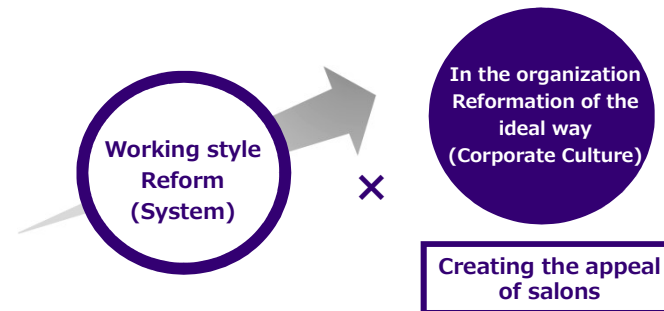 Working style
Reform
(System)
×
In the organization
Reformation of the
ideal way
(Corporate Culture)
Creating the appeal
of salons